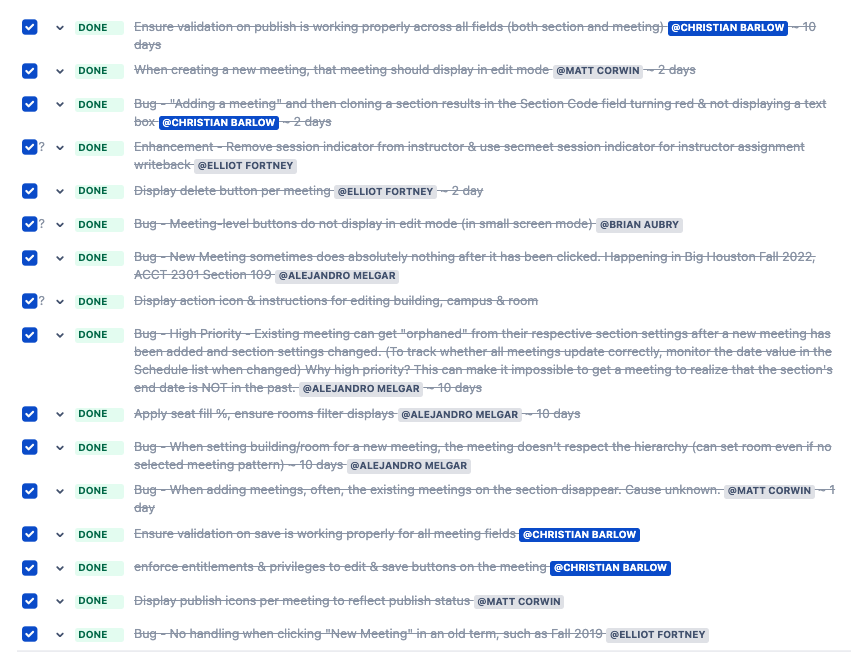 DONE Ensure validation on publish is working properly across all fields (both section and meeting) @CHRISTIAN BARLOW ~ 10
days
DONE When creating a new meeting, that meeting should display in edit mode @MATT CORWIN ~ 2 days
DONE Bug - "Adding a meeting" and then cloning a section results in the Section Code field turning red & not displaying a text
box @CHRISTIAN BARLOW ~ 2 days
? DONE Enhancement - Remove session indicator from instructor & use secmeet session indicator for instructor assignment
writeback @ELLIOT FORTNEY
DONE Display delete button per meeting @ELLIOT FORTNEY ~ 2 day
? DONE Bug - Meeting-level buttons do not display in edit mode (in small screen mode) @BRIAN AUBRY
DONE Bug - New Meeting sometimes does absolutely nothing after it has been clicked. Happening in Big Houston Fall 2022,
ACCT 2301 Section 109 @ALEJANDRO MELGAR
? DONE Display action icon & instructions for editing building, campus & room
DONE Bug - High Priority - Existing meeting can get "orphaned" from their respective section settings after a new meeting has
been added and section settings changed. (To track whether all meetings update correctly, monitor the date value in the
Schedule list when changed) Why high priority? This can make it impossible to get a meeting to realize that the section's
end date is NOT in the past. @ALEJANDRO MELGAR ~ 10 days
DONE Apply seat fill %, ensure rooms filter displays @ALEJANDRO MELGAR ~ 10 days
DONE Bug - When setting building/room for a new meeting, the meeting doesn't respect the hierarchy (can set room even if no
selected meeting pattern) ~ 10 days @ALEJANDRO MELGAR
DONE Bug - When adding meetings, often, the existing meetings on the section disappear. Cause unknown. @MATT CORWIN ~ 1
day
DONE Ensure validation on save is working properly for all meeting fields @CHRISTIAN BARLOW
DONE enforce entitlements & privileges to edit & save buttons on the meeting @CHRISTIAN BARLOW
DONE Display publish icons per meeting to reflect publish status @MATT CORWIN
DONE Bug - No handling when clicking "New Meeting" in an old term, such as Fall 2019 @ELLIOT FORTNEY